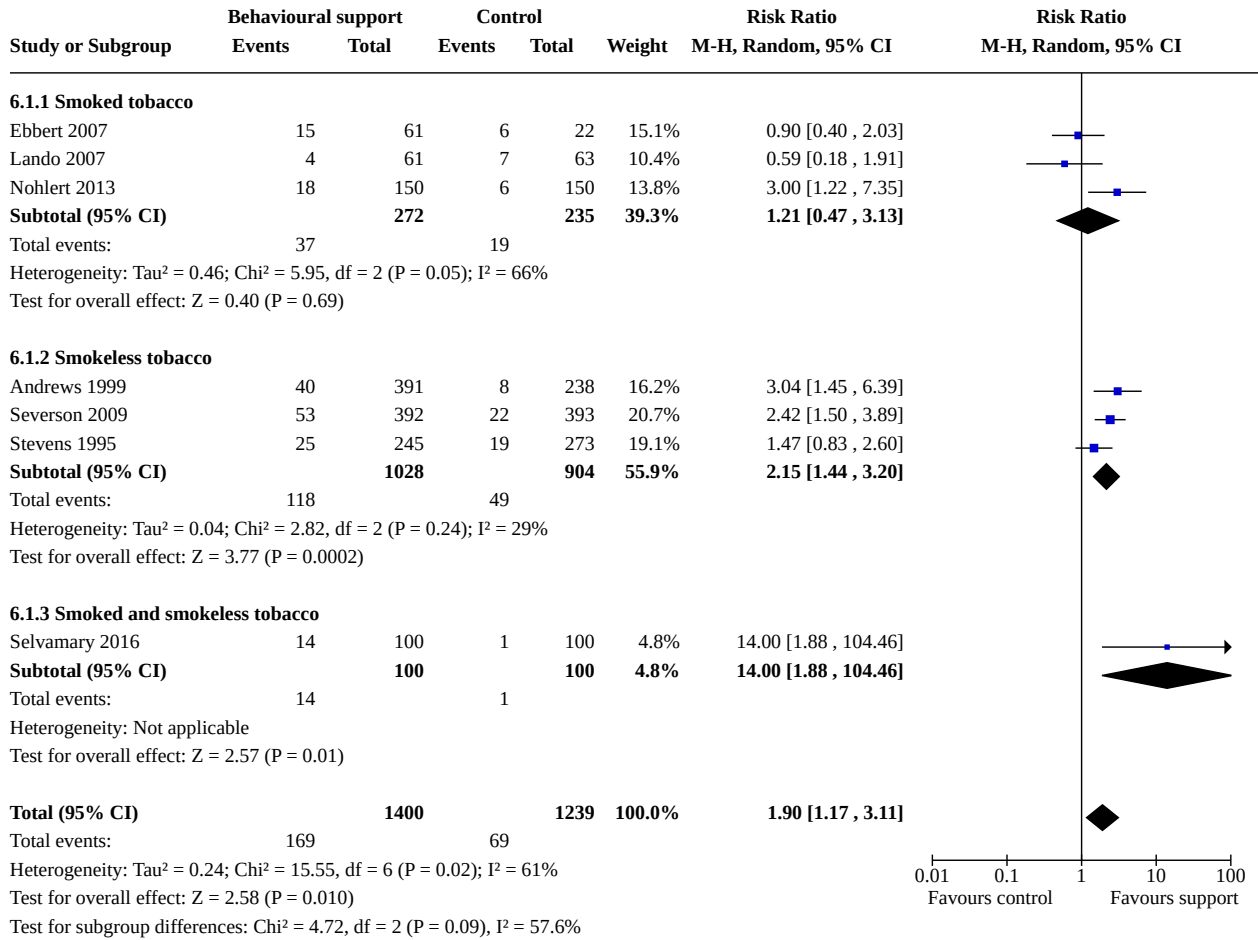 Behavioural support Control Risk Ratio Risk Ratio
Study or Subgroup Events Total Events Total Weight M-H, Random, 95% CI M-H, Random, 95% CI
6.1.1 Smoked tobacco
Ebbert 2007 15 61 6 22 15.1% 0.90 [0.40 , 2.03]
Lando 2007 4 61 7 63 10.4% 0.59 [0.18 , 1.91]
Nohlert 2013 18 150 6 150 13.8% 3.00 [1.22 , 7.35]
Subtotal (95% CI) 272 235 39.3% 1.21 [0.47 , 3.13]
Total events: 37 19
Heterogeneity: Tau² = 0.46; Chi² = 5.95, df = 2 (P = 0.05); I² = 66%
Test for overall effect: Z = 0.40 (P = 0.69)
6.1.2 Smokeless tobacco
Andrews 1999 40 391 8 238 16.2% 3.04 [1.45 , 6.39]
Severson 2009 53 392 22 393 20.7% 2.42 [1.50 , 3.89]
Stevens 1995 25 245 19 273 19.1% 1.47 [0.83 , 2.60]
Subtotal (95% CI) 1028 904 55.9% 2.15 [1.44 , 3.20]
Total events: 118 49
Heterogeneity: Tau² = 0.04; Chi² = 2.82, df = 2 (P = 0.24); I² = 29%
Test for overall effect: Z = 3.77 (P = 0.0002)
6.1.3 Smoked and smokeless tobacco
Selvamary 2016 14 100 1 100 4.8% 14.00 [1.88 , 104.46]
Subtotal (95% CI) 100 100 4.8% 14.00 [1.88 , 104.46]
Total events: 14 1
Heterogeneity: Not applicable
Test for overall effect: Z = 2.57 (P = 0.01)
Total (95% CI) 1400 1239 100.0% 1.90 [1.17 , 3.11]
Total events: 169 69
Heterogeneity: Tau² = 0.24; Chi² = 15.55, df = 6 (P = 0.02); I² = 61%
Test for overall effect: Z = 2.58 (P = 0.010)
Test for subgroup differences: Chi² = 4.72, df = 2 (P = 0.09), I² = 57.6%
0.01 0.1 1 10 100
Favours control Favours support